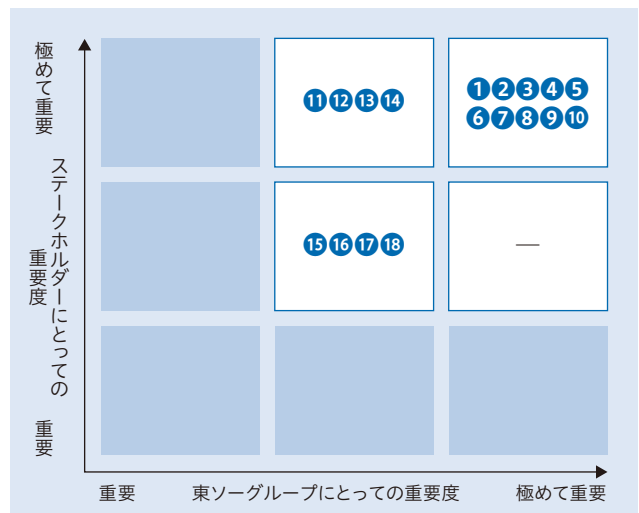 極めて重要
ステークホルダーにとっての
重要度
重要
⓫⓬⓭⓮
❶❷❸❹❺
❻❼❽❾❿
⓯⓰⓱⓲
—
重要
東ソーグループにとっての重要度
極めて重要